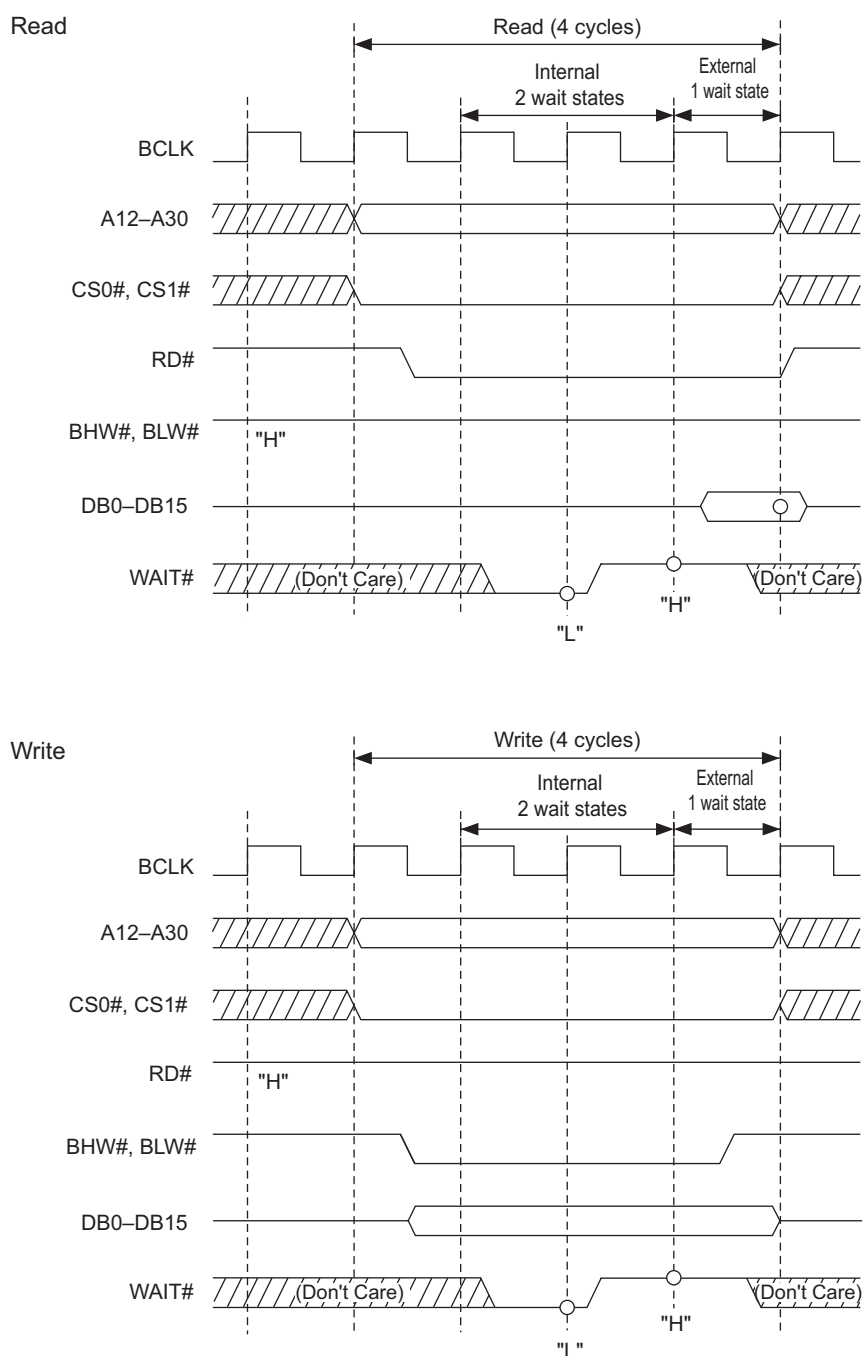 Read
Read (4 cycles)
Internal
2 wait states
External
1 wait state
BCLK
A12–A30
CS0#, CS1#
RD#
BHW#, BLW#
"H"
DB0–DB15
WAIT#
(Don't Care)
(Don't Care)
"H"
"L"
Write
Write (4 cycles)
Internal
2 wait states
External
1 wait state
BCLK
A12–A30
CS0#, CS1#
RD#
"H"
BHW#, BLW#
DB0–DB15
WAIT#
(Don't Care)
(Don't Care)
"H"
"L"